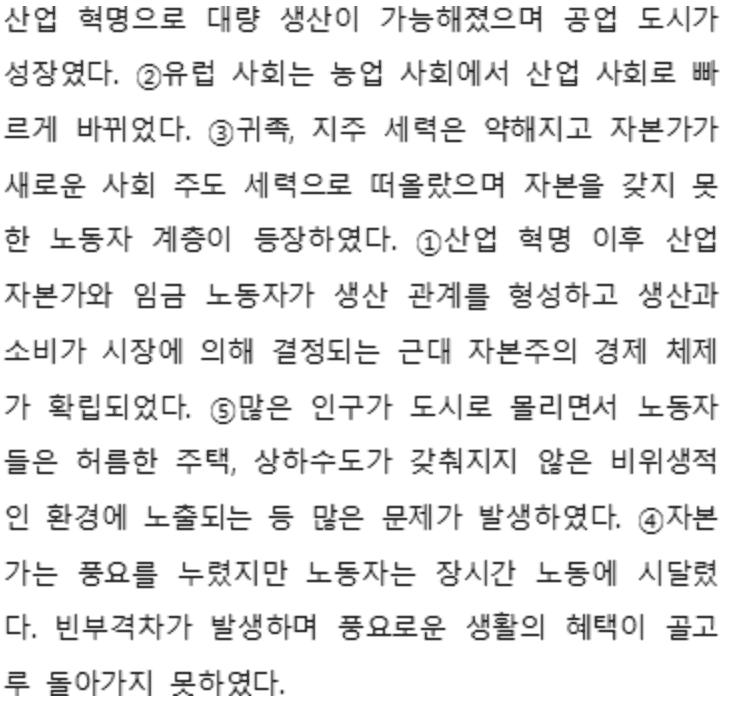 산업 혁명으로 대량 생산이 가능해졌으며 공업 도시가
성장였다. ②유럽 사회는 농업 사회에서 산업 사회로 빠
르게 바뀌었다. ③귀족, 지주 세력은 약해지고 자본가가
새로운 사회 주도 세력으로 떠올랐으며 자본을 갖지 못
한 노동자 계층이 등장하였다. ①산업 혁명 이후 산업
자본가와 임금 노동자가 생산 관계를 형성하고 생산과
소비가 시장에 의해 결정되는 근대 자본주의 경제 체제
가 확립되었다. ⑤많은 인구가 도시로 몰리면서 노동자
들은 허름한 주택, 상하수도가 갖춰지지 않은 비위생적
인 환경에 노출되는 등 많은 문제가 발생하였다. ④자본
가는 풍요를 누렸지만 노동자는 장시간 노동에 시달렸
다. 빈부격차가 발생하며 풍요로운 생활의 혜택이 골고
루 돌아가지 못하였다.